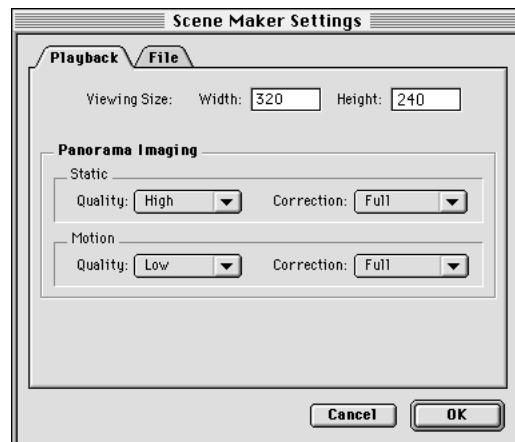 Scene Maker Settings
Playback File
Viewing Size: Width: 320 Height: 240
Panorama Imaging
Static
Quality: High Correction: Full
Motion
Quality: Low Correction: Full
Cancel OK